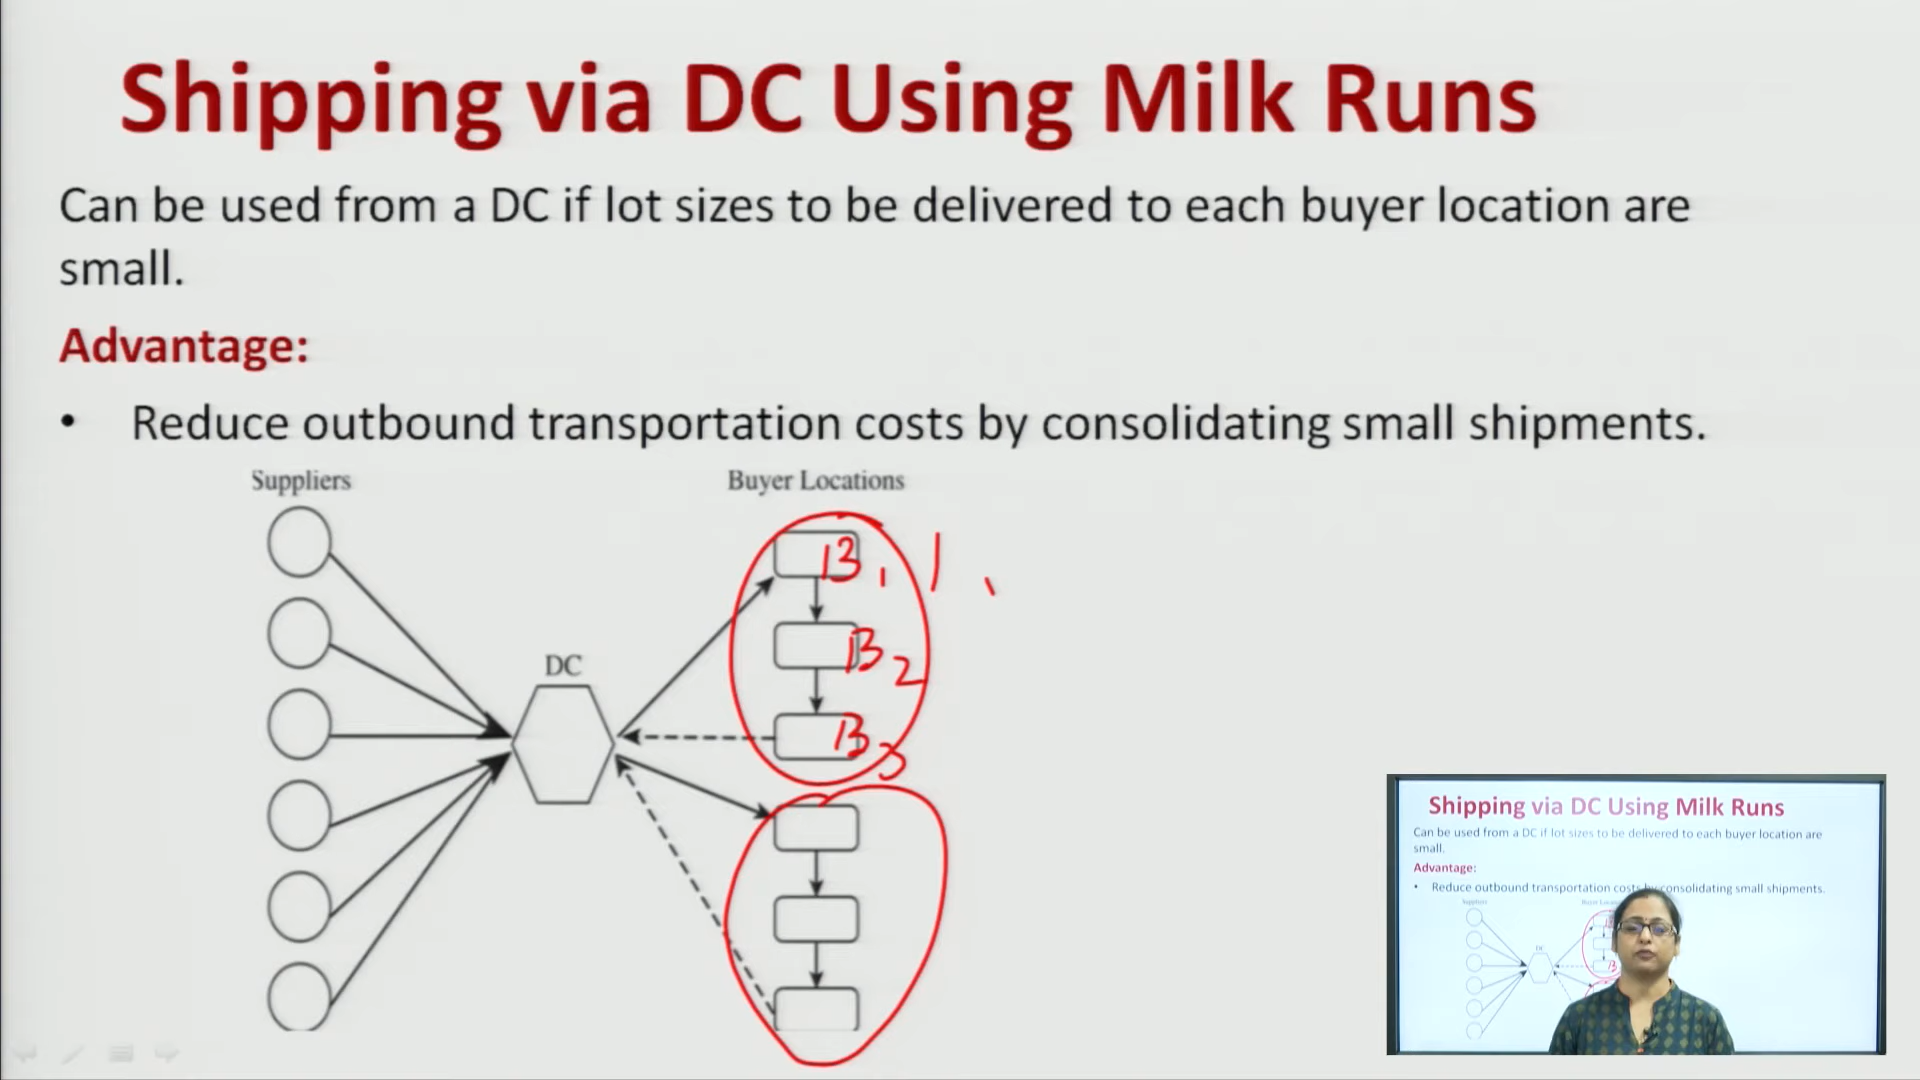 Shipping via DC Using Milk Runs
Can be used from a DC if lot sizes to be delivered to each buyer location are
small.
Advantage:
• Reduce outbound transportation costs by consolidating small shipments.
Suppliers
Buyer Locations
DC
B1
1
B2
B3
Shipping via DC Using Milk Runs
Can be used from a DC if lot sizes to be delivered to each buyer location are
small.
Advantage:
• Reduce outbound transportation costs consolidating small shipments.
Suppliers
DC